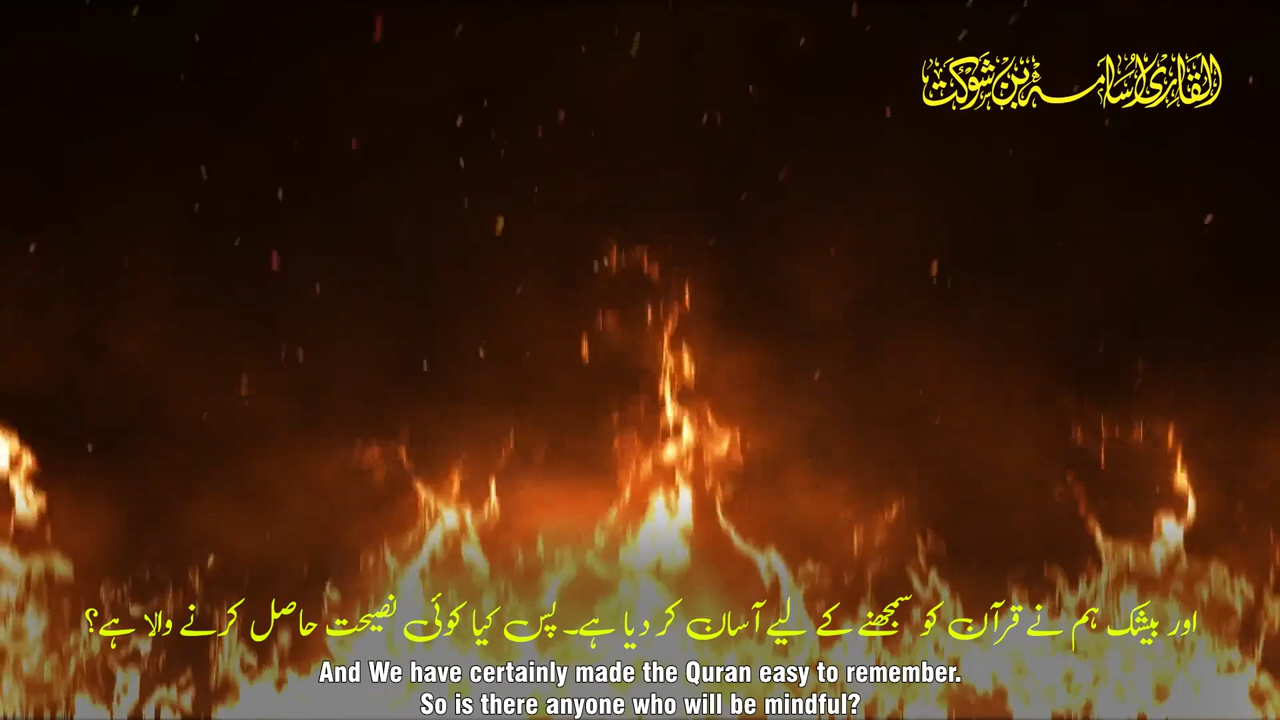 القارئ اسامہ بن شوکت
اور بیشک ہم نے قرآن کو سمجھنے کے لیے آسان کر دیا ہے۔ پس کیا کوئی نصیحت حاصل کرنے والا ہے؟
And We have certainly made the Quran easy to remember.
So is there anyone who will be mindful?